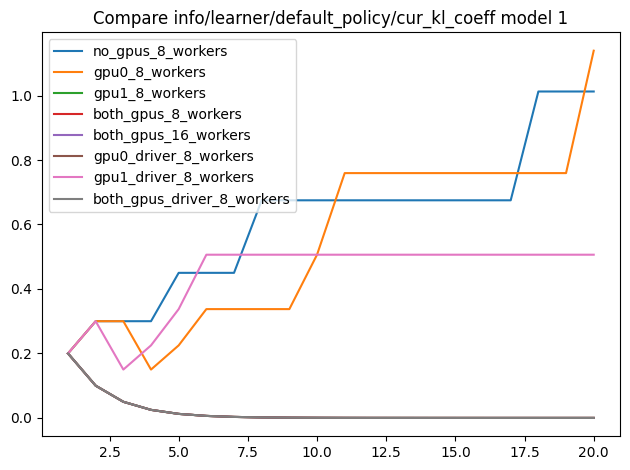 Compare info/learner/default_policy/cur_kl_coeff model 1
no_gpus_8_workers
gpu0_8_workers
gpu1_8_workers
both_gpus_8_workers
both_gpus_16_workers
gpu0_driver_8_workers
gpu1_driver_8_workers
both_gpus_driver_8_workers
1.0
0.8
0.6
0.4
0.2
0.0
2.5 5.0 7.5 10.0 12.5 15.0 17.5 20.0